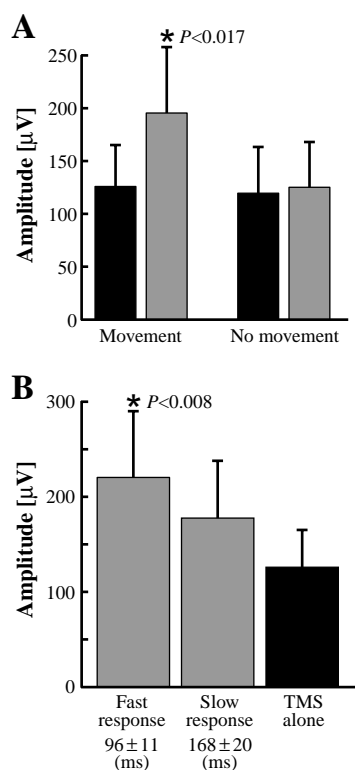 A
* P<0.017
250
200
150
100
50
0
Amplitude [µV]
Movement No movement
B
* P<0.008
300
200
100
0
Amplitude [µV]
Fast Slow TMS
response response alone
96±11 168±20
(ms) (ms)